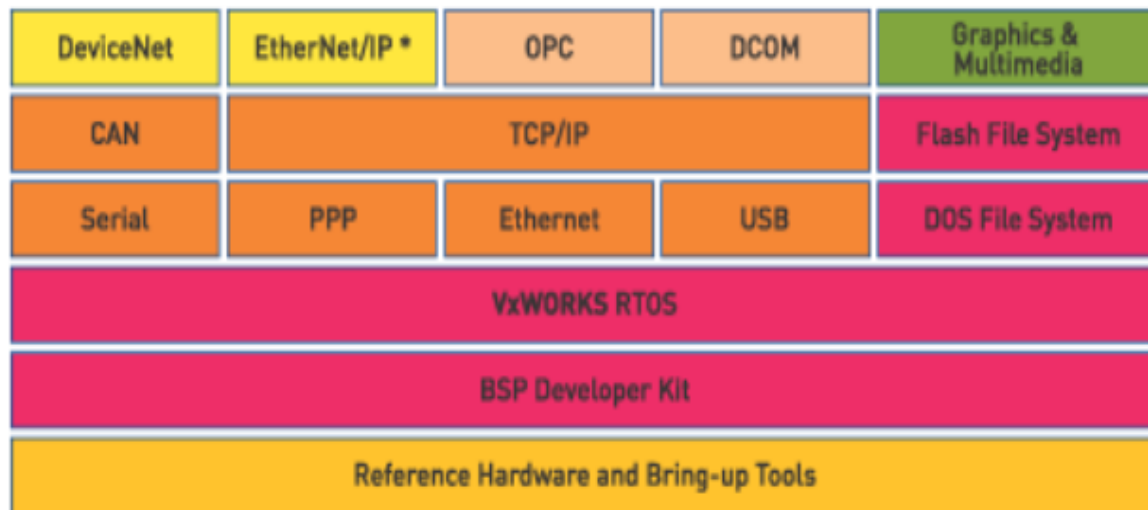 DeviceNet
EtherNet/IP *
OPC
DCOM
Graphics &
Multimedia
CAN
TCP/IP
Flash File System
Serial
PPP
Ethernet
USB
DOS File System
VxWORKS RTOS
BSP Developer Kit
Reference Hardware and Bring-up Tools